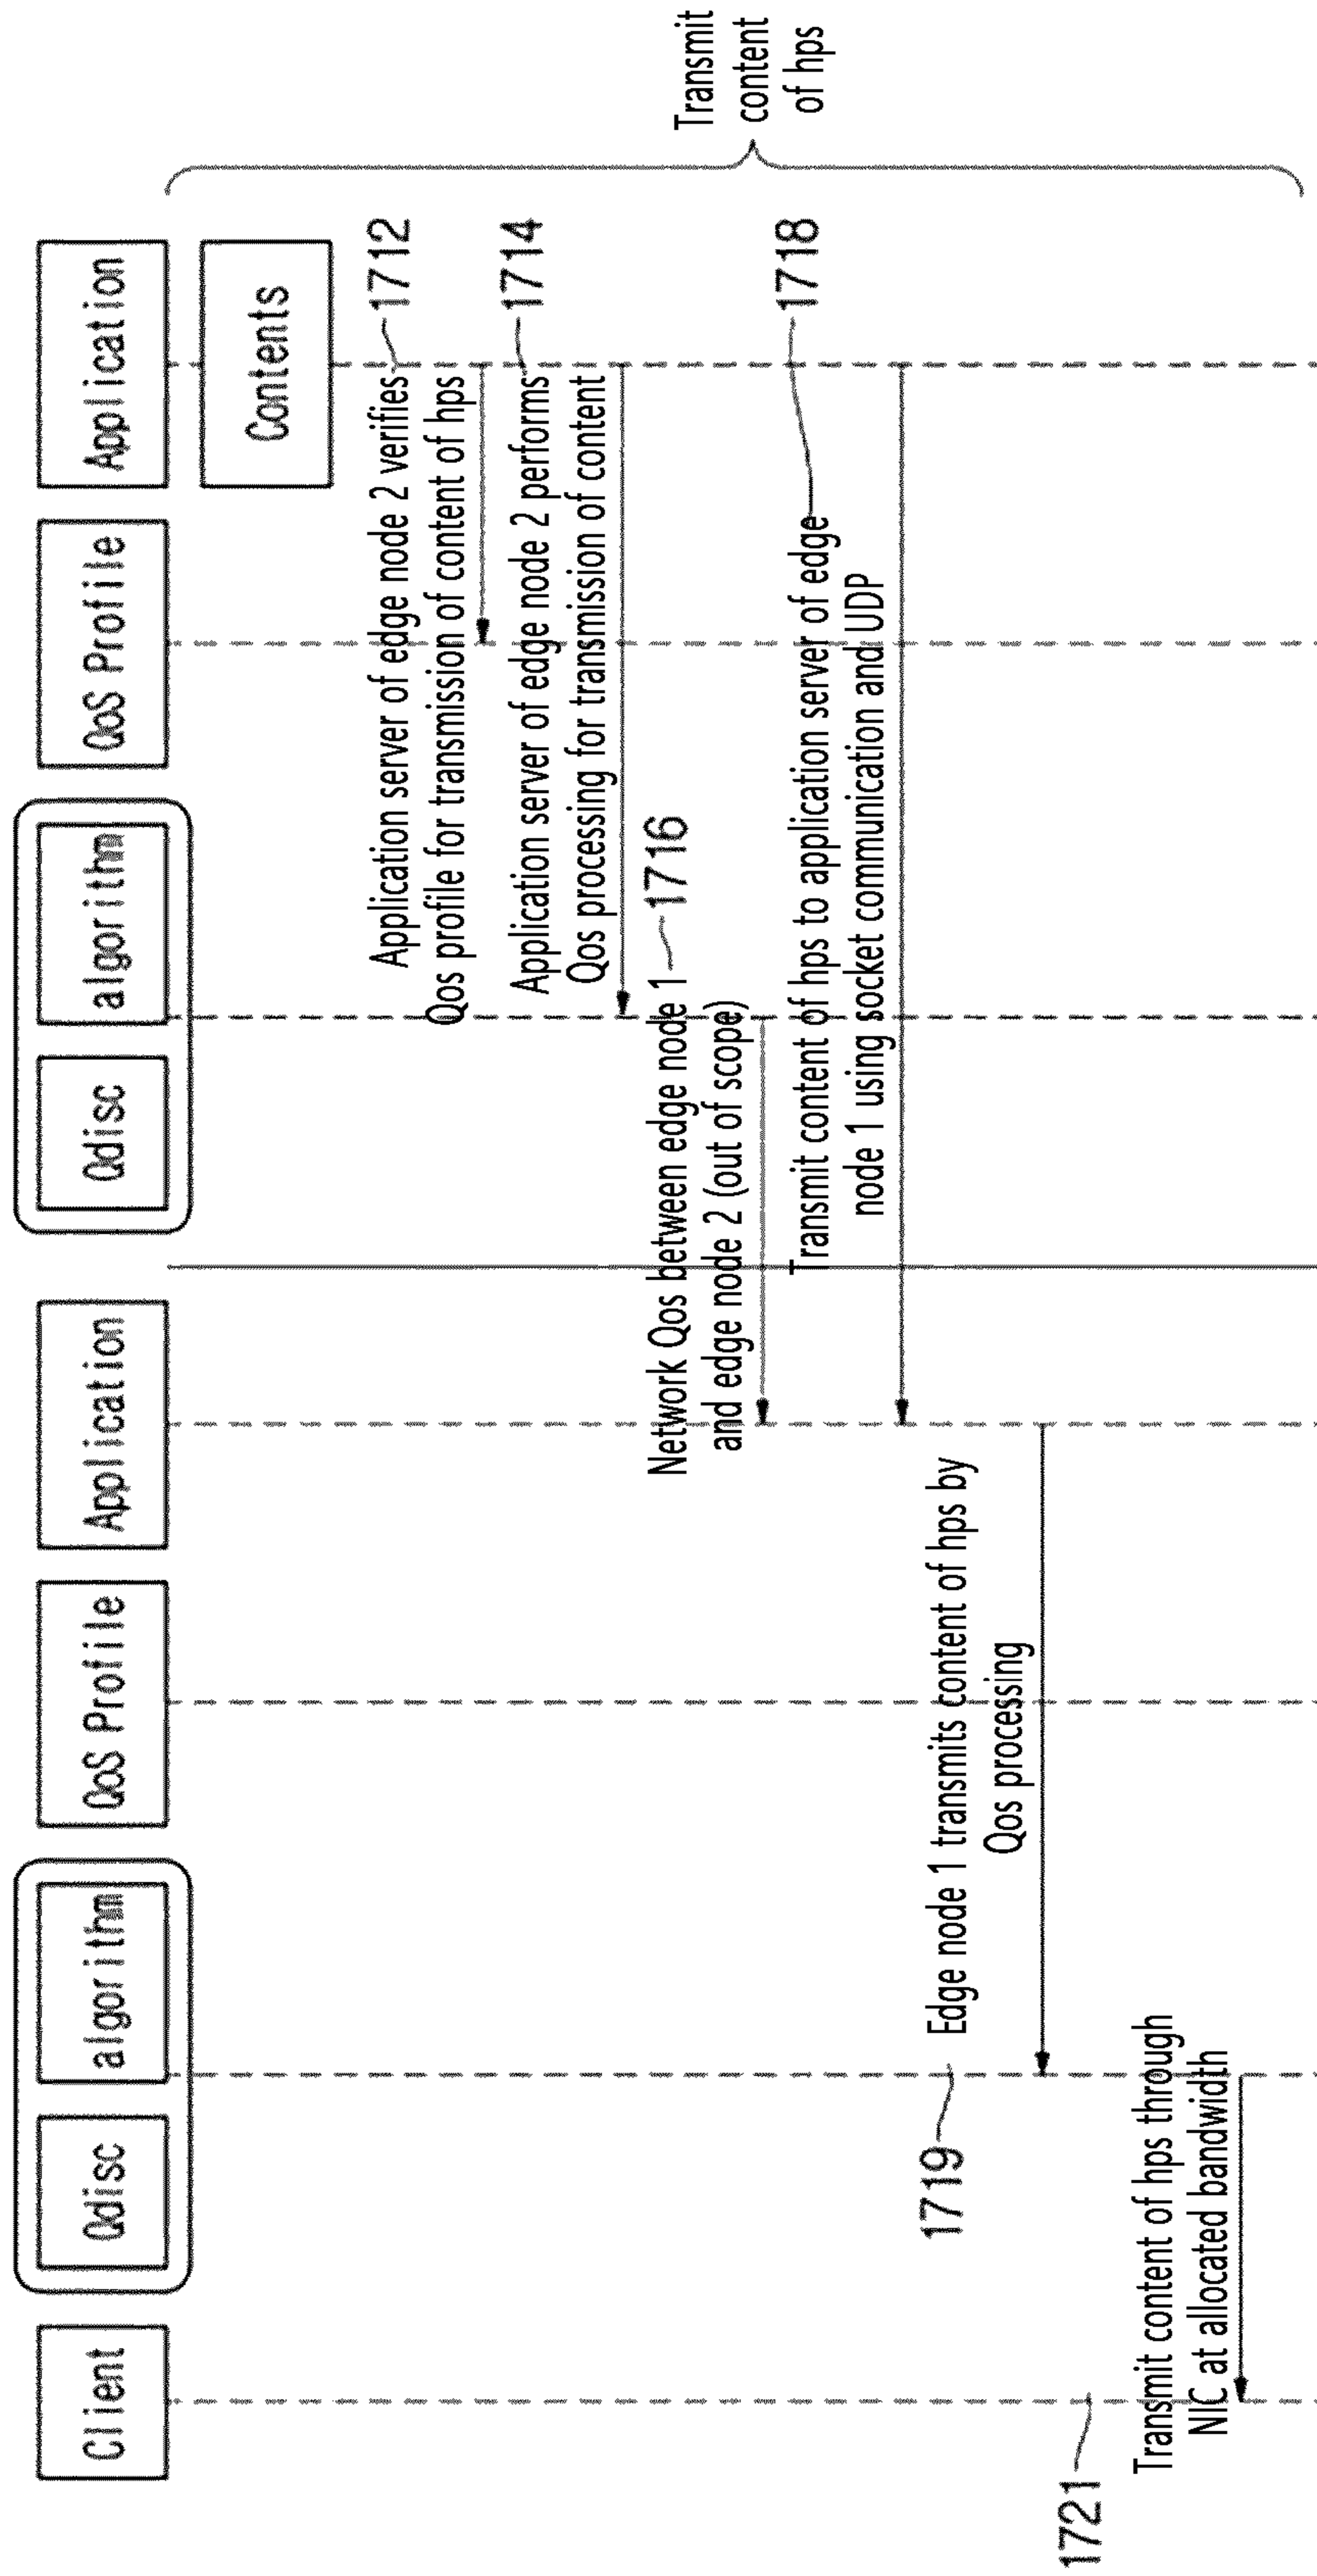 Client
Qdisc
algorithm
QoS Profile
Application
Qdisc
algorithm
QoS Profile
Application
Contents
Application server of edge node 2 verifies
Qos profile for transmission of content of hps
1712
Application server of edge node 2 performs
Qos processing for transmission of content
1714
Network Qos between edge node 1
and edge node 2 (out of scope)
1716
Transmit content of hps to application server of edge
node 1 using socket communication and UDP
1718
1719
Edge node 1 transmits content of hps by
Qos processing
1721
Transmit content of hps through
NIC at allocated bandwidth
Transmit
content
of hps